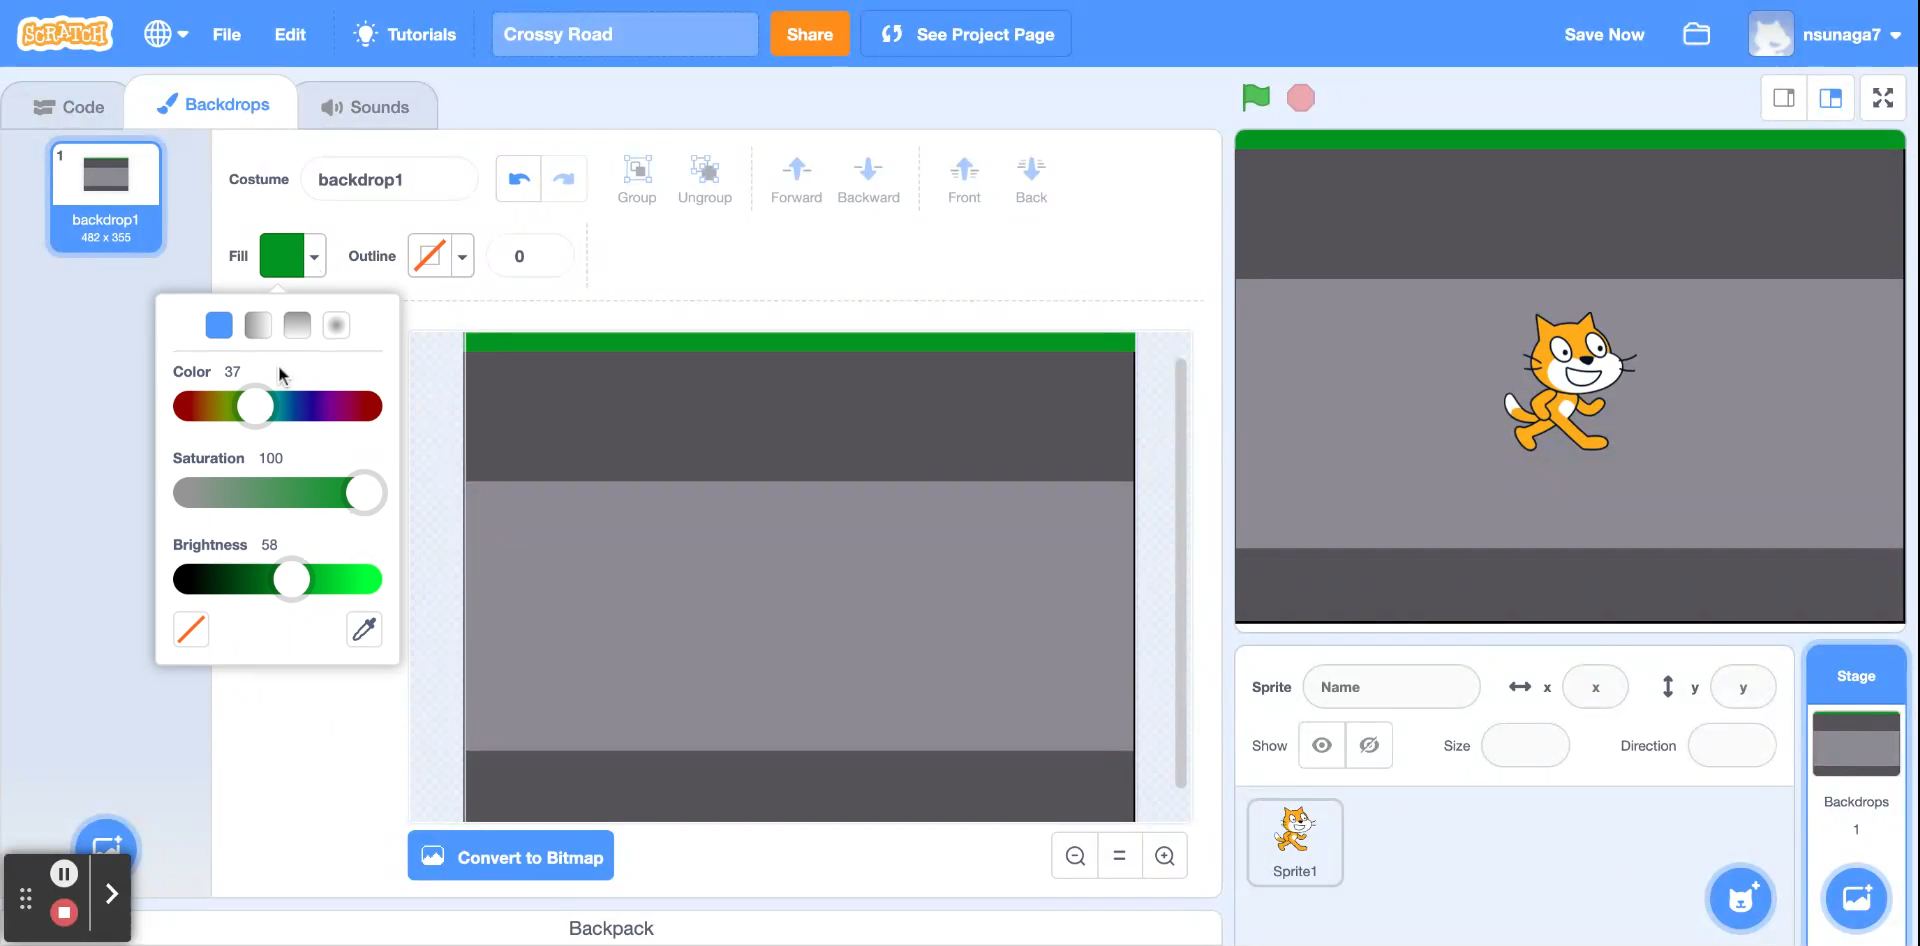 SCRATCH File Edit Tutorials Crossy Road Share See Project Page Save Now nsunaga7
Code Backdrops Sounds
1
backdrop1
482 x 355
Costume backdrop1 Group Ungroup Forward Backward Front Back
Fill Outline 0
Color 37
Saturation 100
Brightness 58
Convert to Bitmap
Backpack
Sprite Name x x y y
Show Size Direction
Sprite1
Stage
Backdrops
1